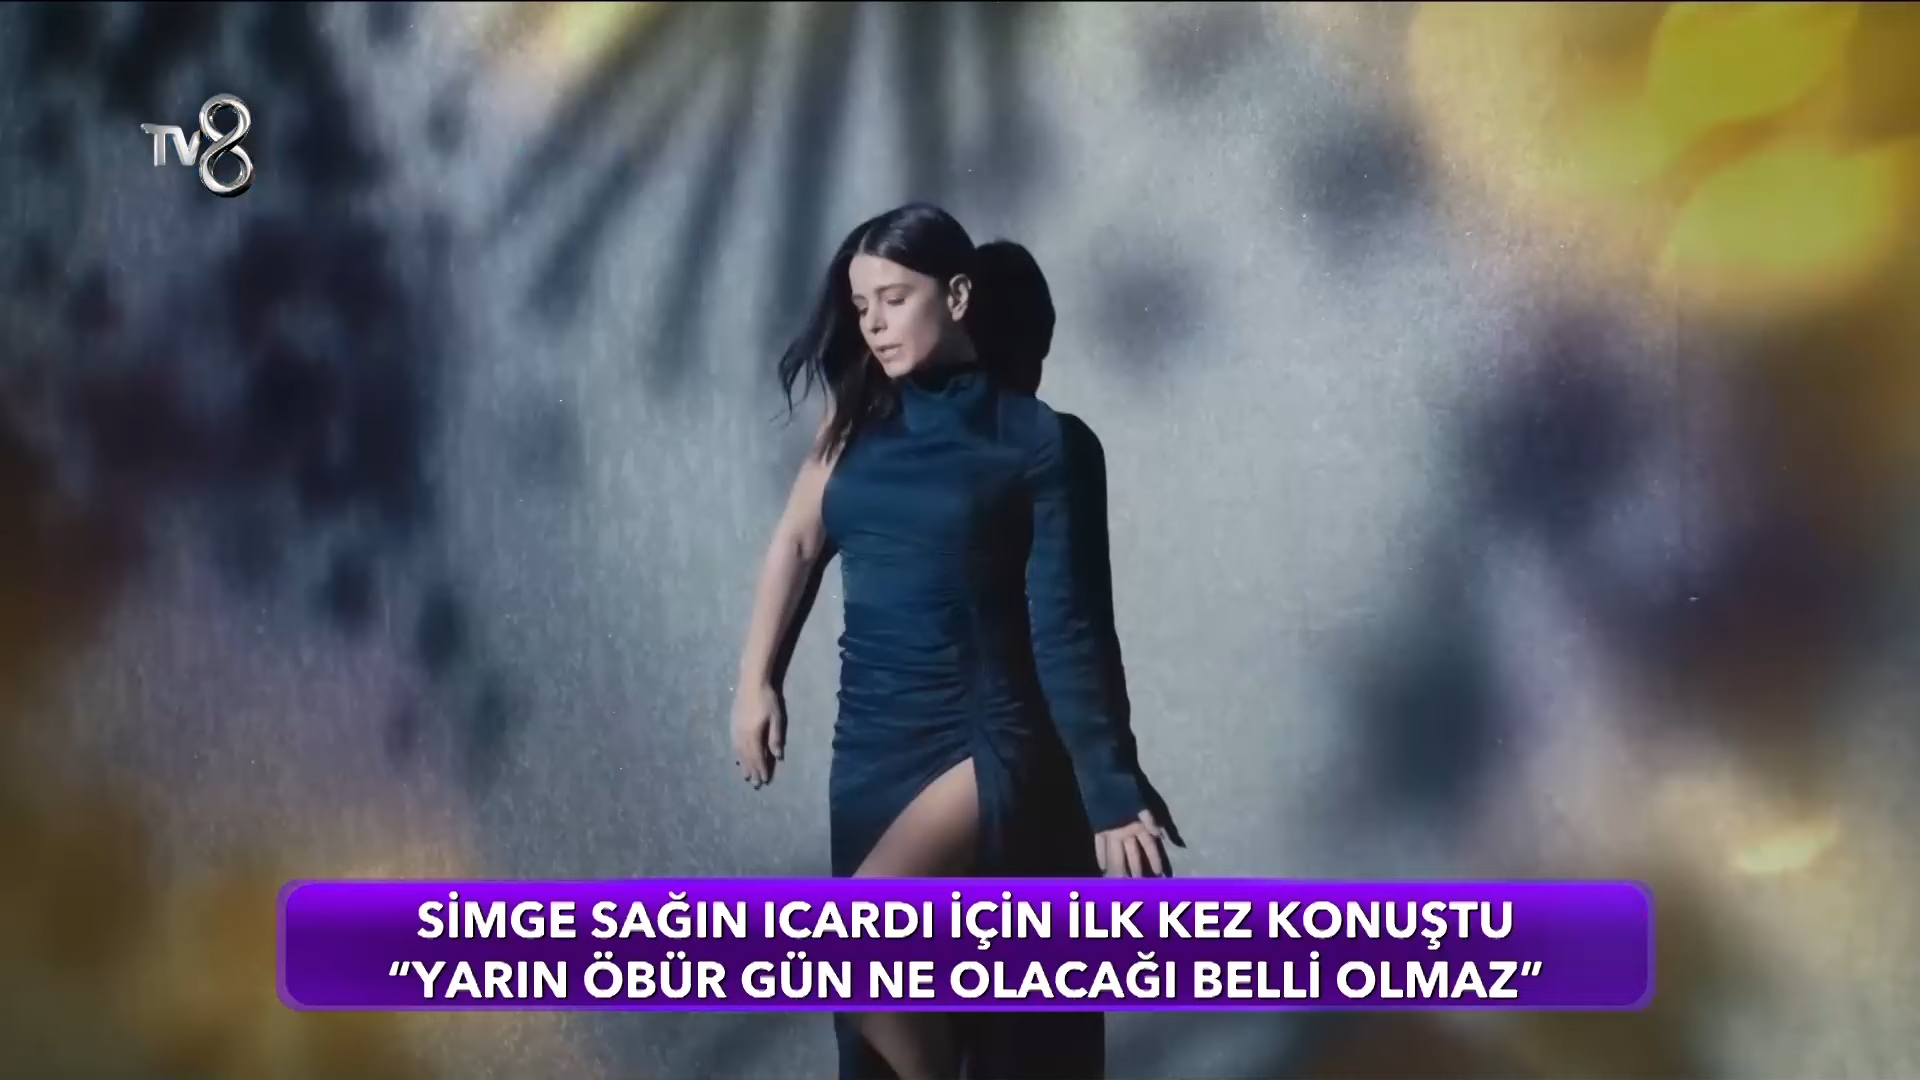 TV8
SİMGE SAĞIN ICARDI İÇİN İLK KEZ KONUŞTU
“YARIN ÖBÜR GÜN NE OLACAĞI BELLİ OLMAZ”